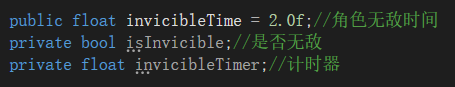 public float invicibleTime = 2.0f;//角色无敌时间
private bool isInvicible;//是否无敌
private float invicibleTimer;//计时器